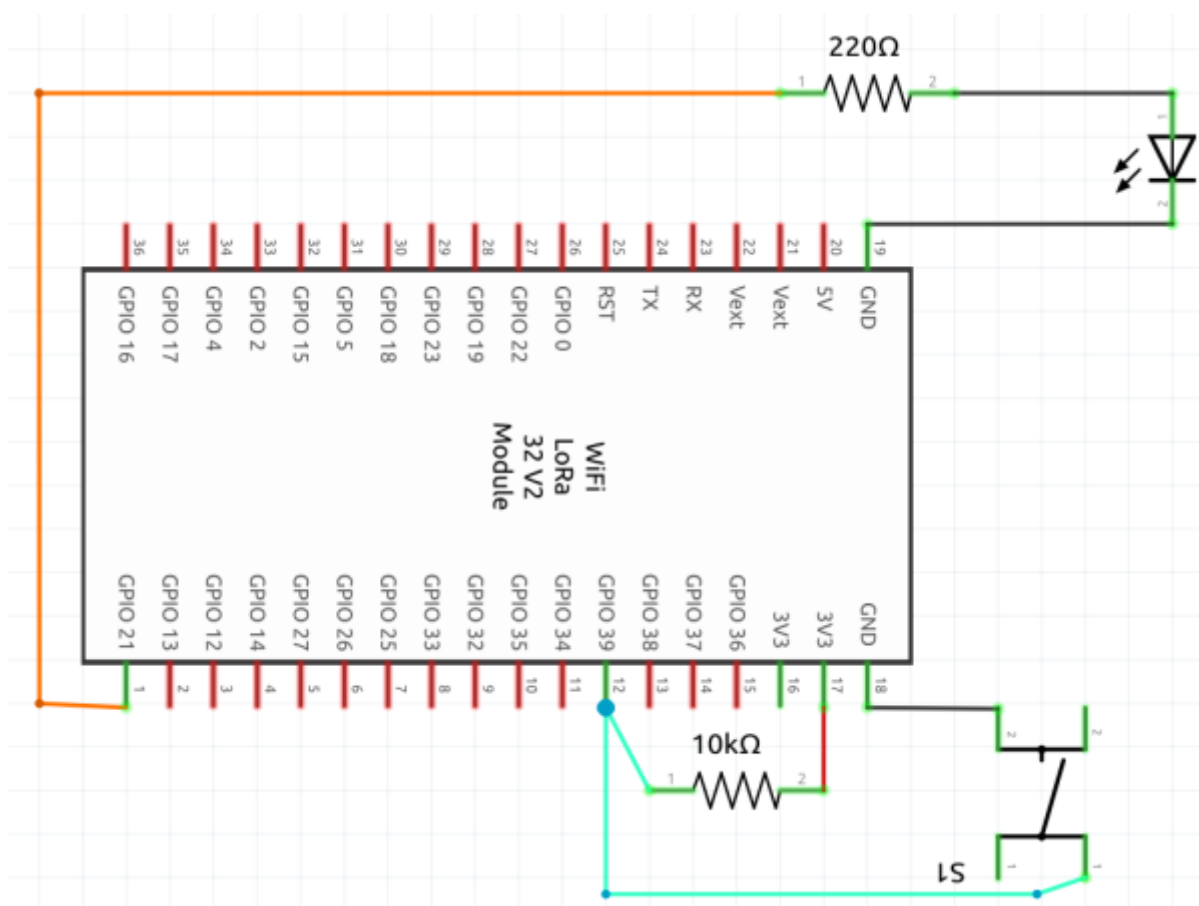 220Ω
1
2
1
2
36
35
34
33
32
31
30
29
28
27
26
25
24
23
22
21
20
19
GPIO 16
GPIO 17
GPIO 4
GPIO 2
GPIO 15
GPIO 5
GPIO 18
GPIO 23
GPIO 19
GPIO 22
GPIO 0
RST
TX
RX
Vext
Vext
5V
GND
WiFi
LoRa
32 V2
Module
GPIO 21
GPIO 13
GPIO 12
GPIO 14
GPIO 27
GPIO 26
GPIO 25
GPIO 33
GPIO 32
GPIO 35
GPIO 34
GPIO 39
GPIO 38
GPIO 37
GPIO 36
3V3
3V3
GND
1
2
3
4
5
6
7
8
9
10
11
12
13
14
15
16
17
18
10kΩ
1
2
2
2
S1
1
1